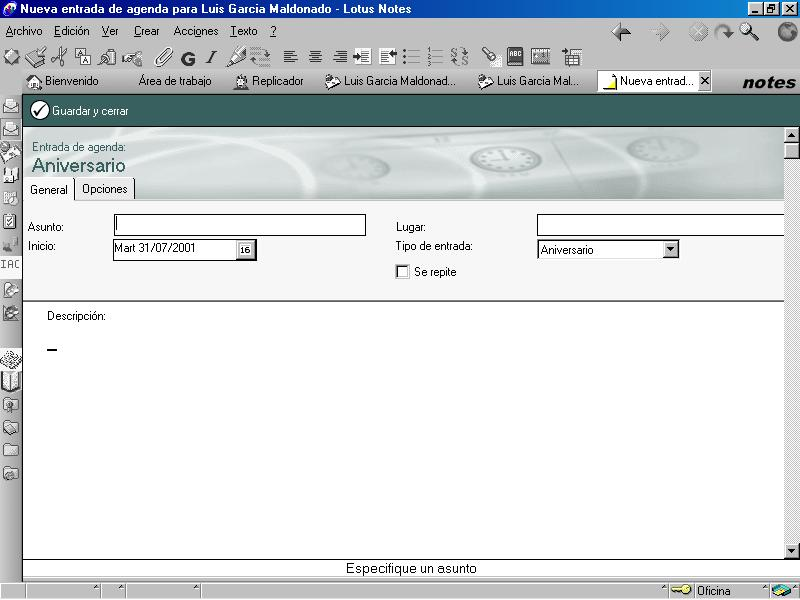 Nueva entrada de agenda para Luis Garcia Maldonado - Lotus Notes
Archivo Edición Ver Crear Acciones Texto ?
Bienvenido Área de trabajo Replicador Luis Garcia Maldonad... Luis Garcia Mal... Nueva entrad... notes
Guardar y cerrar
Entrada de agenda:
Aniversario
General Opciones
Asunto: Lugar:
Inicio: Mart 31/07/2001 16 Tipo de entrada: Aniversario
Se repite
IAC
Descripción:
Especifique un asunto
Oficina